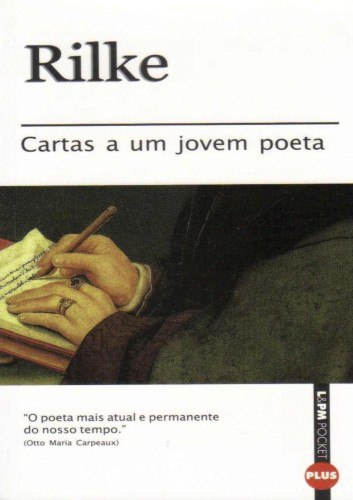 Rilke
Cartas a um jovem poeta
"O poeta mais atual e permanente
do nosso tempo."
(Otto Maria Carpeaux)
L&PM POCKET
PLUS